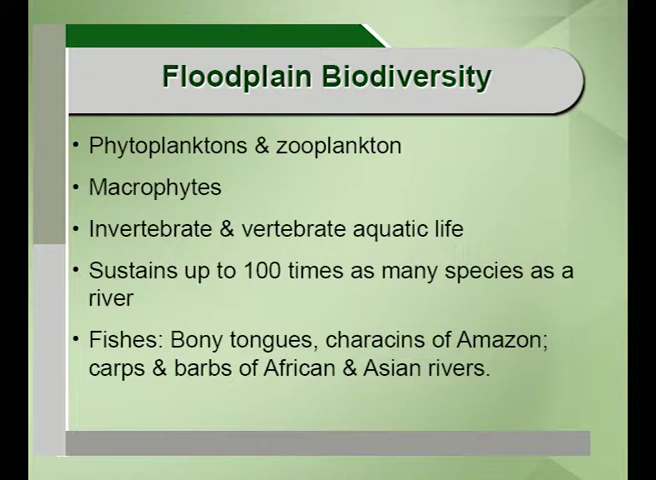 Floodplain Biodiversity
• Phytoplanktons & zooplankton
• Macrophytes
• Invertebrate & vertebrate aquatic life
• Sustains up to 100 times as many species as a
river
• Fishes: Bony tongues, characins of Amazon;
carps & barbs of African & Asian rivers.